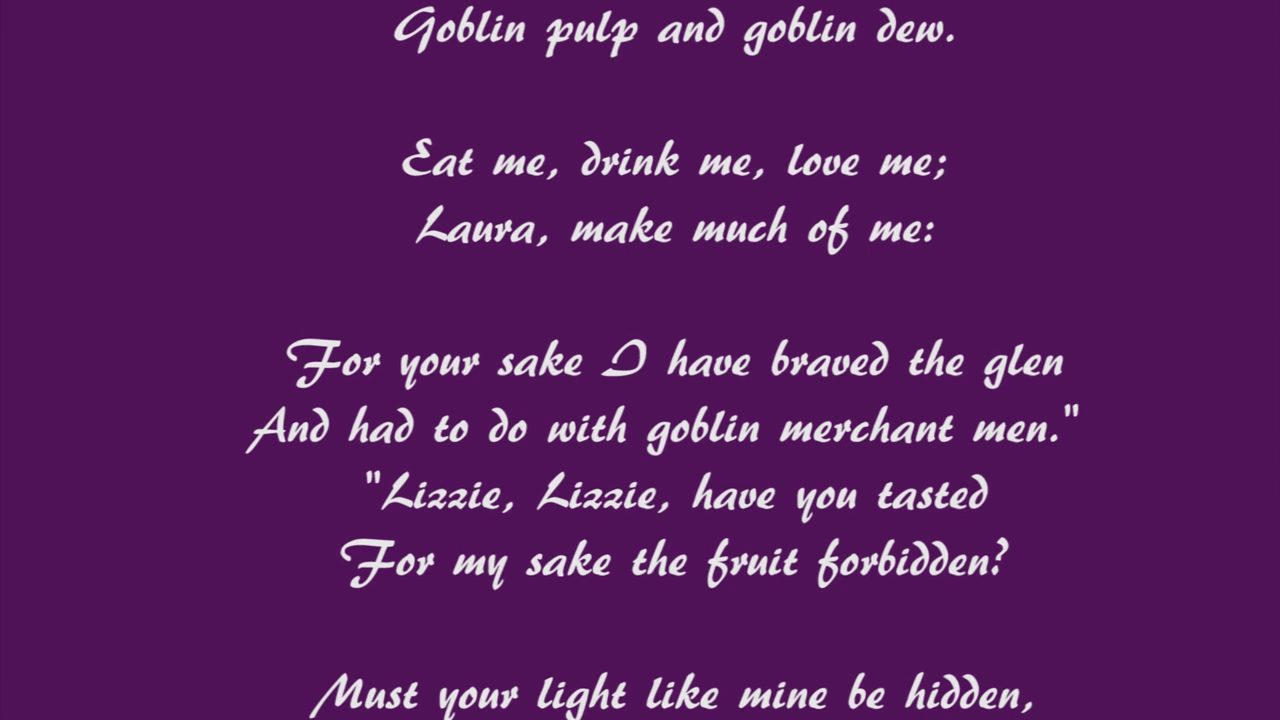 Goblin pulp and goblin dew.
Eat me, drink me, love me;
Laura, make much of me:
For your sake I have braved the glen
And had to do with goblin merchant men."
"Lizzie, Lizzie, have you tasted
For my sake the fruit forbidden?
Must your light like mine be hidden,